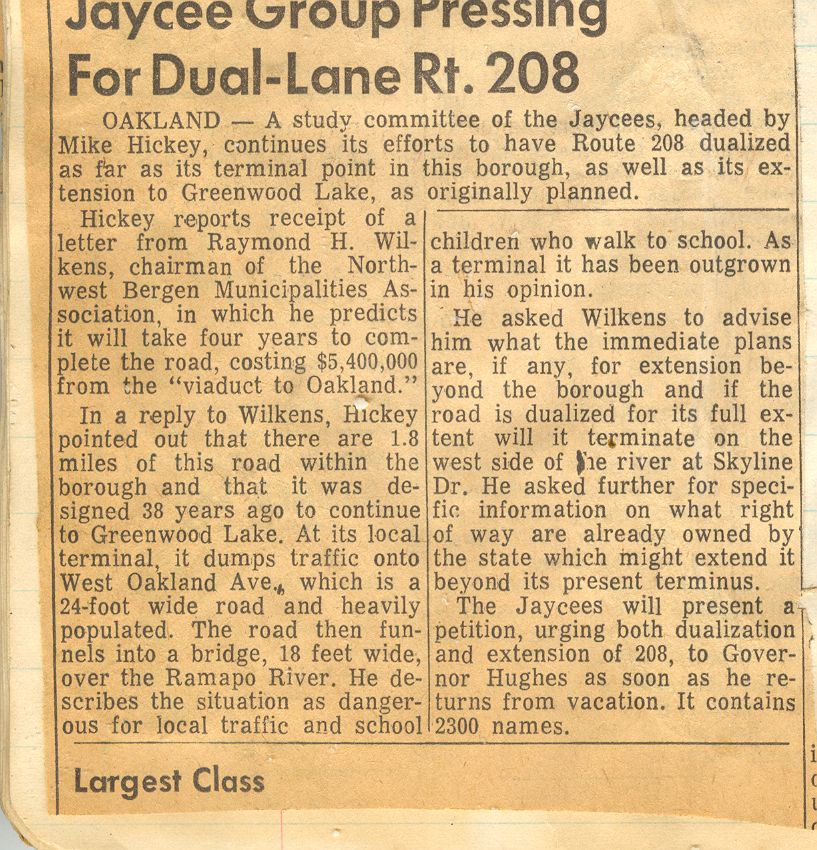 Jaycee Group Pressing
For Dual-Lane Rt. 208
OAKLAND — A study committee of the Jaycees, headed by
Mike Hickey, continues its efforts to have Route 208 dualized
as far as its terminal point in this borough, as well as its ex-
tension to Greenwood Lake, as originally planned.
Hickey reports receipt of a
letter from Raymond H. Wil-
kens, chairman of the North-
west Bergen Municipalities As-
sociation, in which he predicts
it will take four years to com-
plete the road, costing $5,400,000
from the "viaduct to Oakland."
In a reply to Wilkens, Hickey
pointed out that there are 1.8
miles of this road within the
borough and that it was de-
signed 38 years ago to continue
to Greenwood Lake. At its local
terminal, it dumps traffic onto
West Oakland Ave., which is a
24-foot wide road and heavily
populated. The road then fun-
nels into a bridge, 18 feet wide,
over the Ramapo River. He de-
scribes the situation as danger-
ous for local traffic and school
children who walk to school. As
a terminal it has been outgrown
in his opinion.
He asked Wilkens to advise
him what the immediate plans
are, if any, for extension be-
yond the borough and if the
road is dualized for its full ex-
tent will it terminate on the
west side of the river at Skyline
Dr. He asked further for speci-
fic information on what right
of way are already owned by
the state which might extend it
beyond its present terminus.
The Jaycees will present a
petition, urging both dualization
and extension of 208, to Gover-
nor Hughes as soon as he re-
turns from vacation. It contains
2300 names.
Largest Class